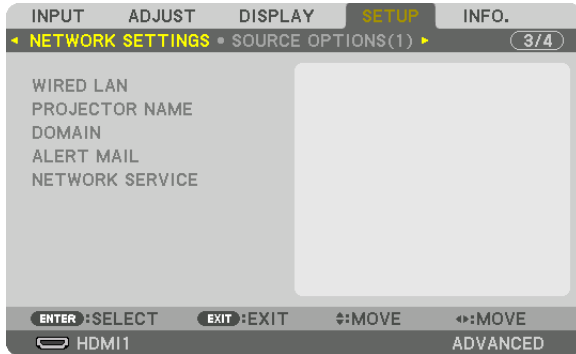 INPUT ADJUST DISPLAY SETUP INFO.
NETWORK SETTINGS • SOURCE OPTIONS(1) 3/4
WIRED LAN
PROJECTOR NAME
DOMAIN
ALERT MAIL
NETWORK SERVICE
ENTER :SELECT EXIT :EXIT :MOVE :MOVE
HDMI1 ADVANCED